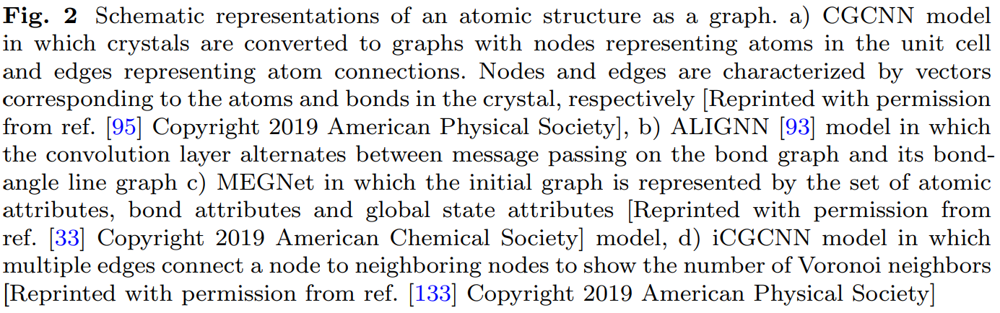 Fig. 2 Schematic representations of an atomic structure as a graph. a) CGCNN model
in which crystals are converted to graphs with nodes representing atoms in the unit cell
and edges representing atom connections. Nodes and edges are characterized by vectors
corresponding to the atoms and bonds in the crystal, respectively [Reprinted with permission
from ref. [95] Copyright 2019 American Physical Society], b) ALIGNN [93] model in which
the convolution layer alternates between message passing on the bond graph and its bond-
angle line graph c) MEGNet in which the initial graph is represented by the set of atomic
attributes, bond attributes and global state attributes [Reprinted with permission from
ref. [33] Copyright 2019 American Chemical Society] model, d) iCGCNN model in which
multiple edges connect a node to neighboring nodes to show the number of Voronoi neighbors
[Reprinted with permission from ref. [133] Copyright 2019 American Physical Society]